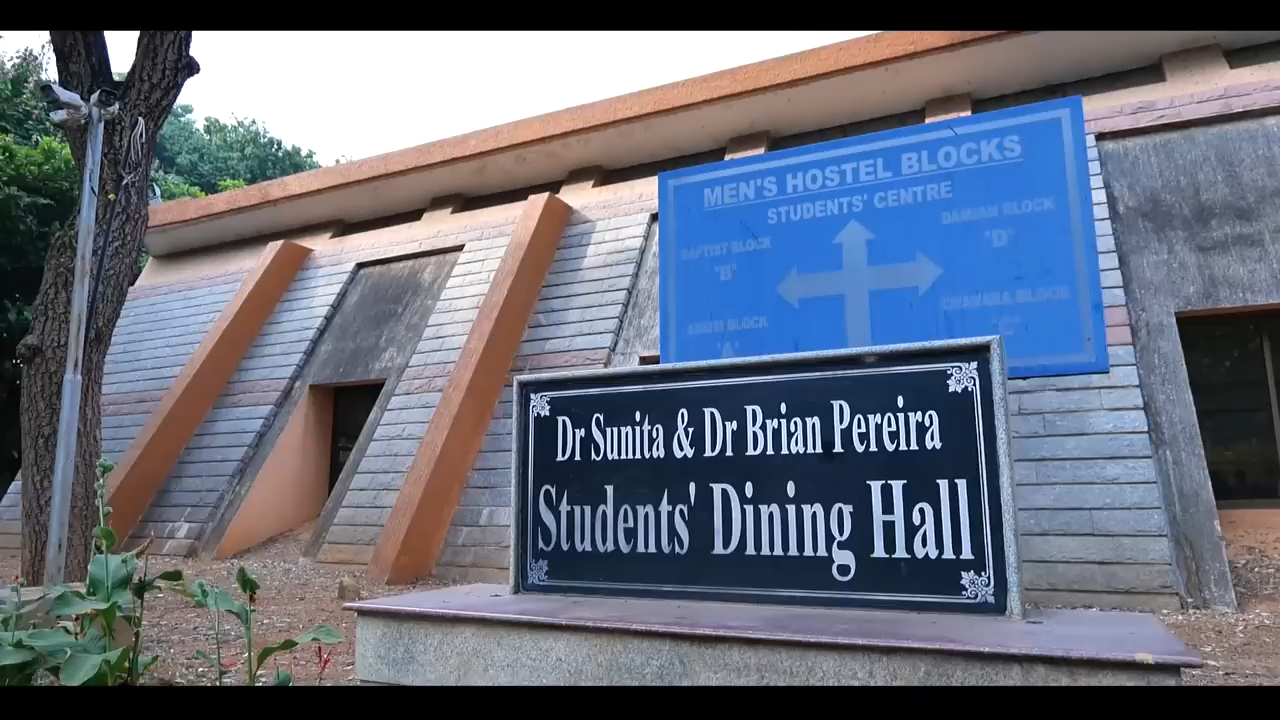 MEN'S HOSTEL BLOCKS
STUDENTS' CENTRE
BAPTIST BLOCK
'B'
DAMIAN BLOCK
'D'
ASSISI BLOCK
'A'
CHAVARA BLOCK
'C'
Dr Sunita & Dr Brian Pereira
Students' Dining Hall